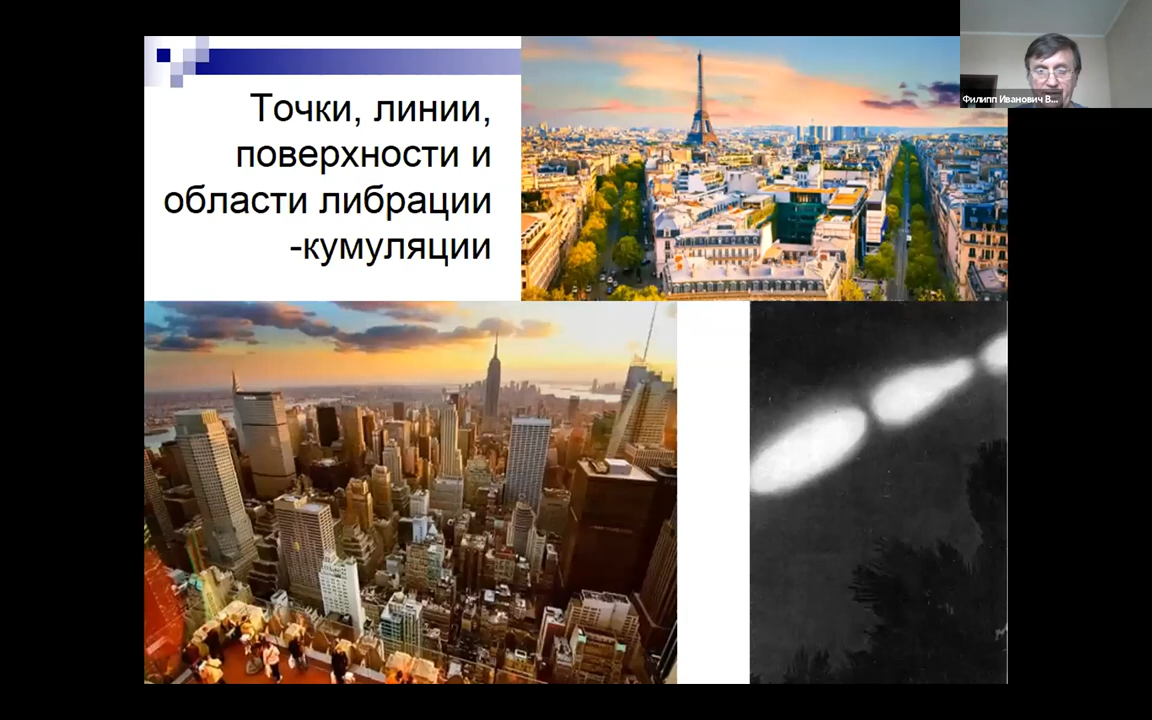 Точки, линии,
поверхности и
области либрации
-кумуляции
Филипп Иванович В...